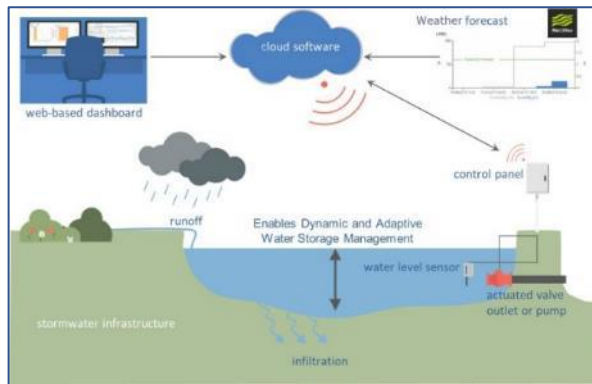 Weather forecast
cloud software
web-based dashboard
control panel
runoff
Enables Dynamic and Adaptive
Water Storage Management
water level sensor
actuated valve
outlet or pump
stormwater infrastructure
infiltration